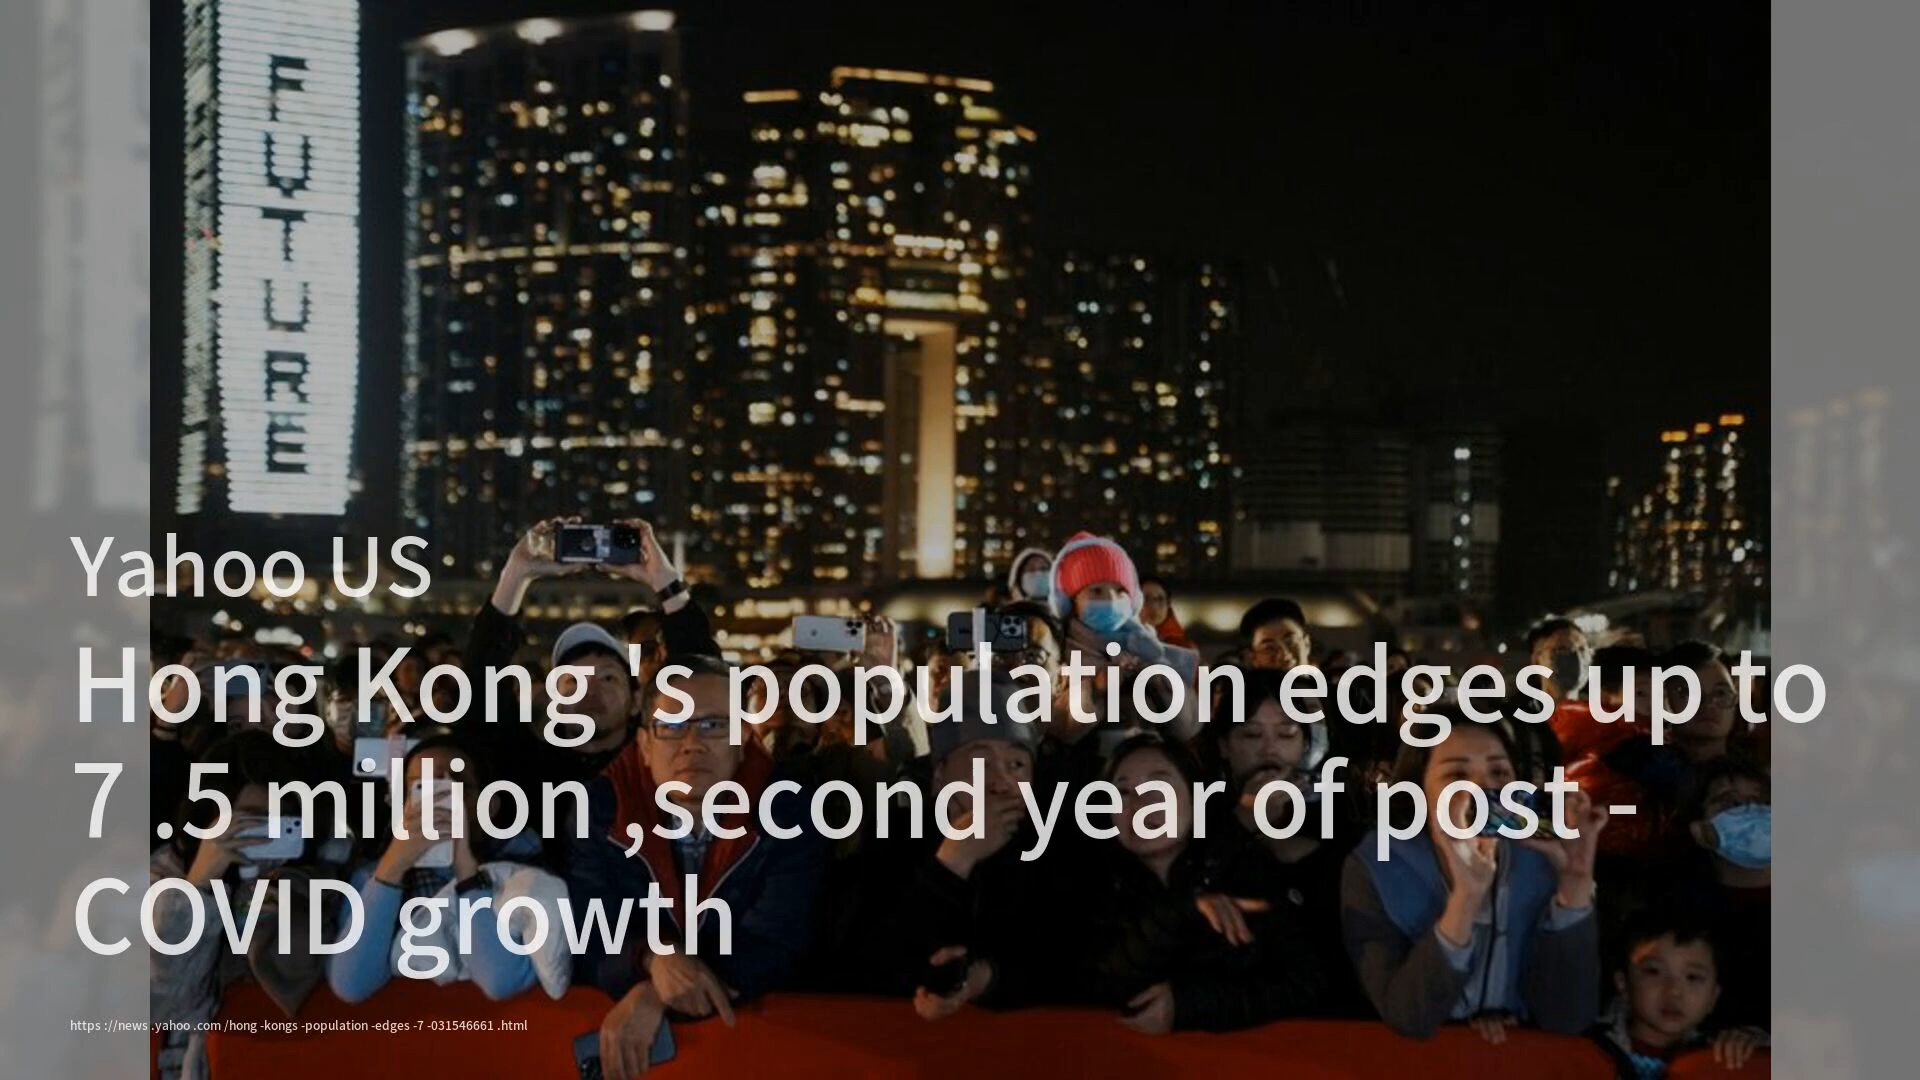 FUTURE
Yahoo US
Hong Kong 's population edges up to
7 .5 million ,second year of post -
COVID growth
https ://news .yahoo .com /hong -kongs -population -edges -7 -031546661 .html